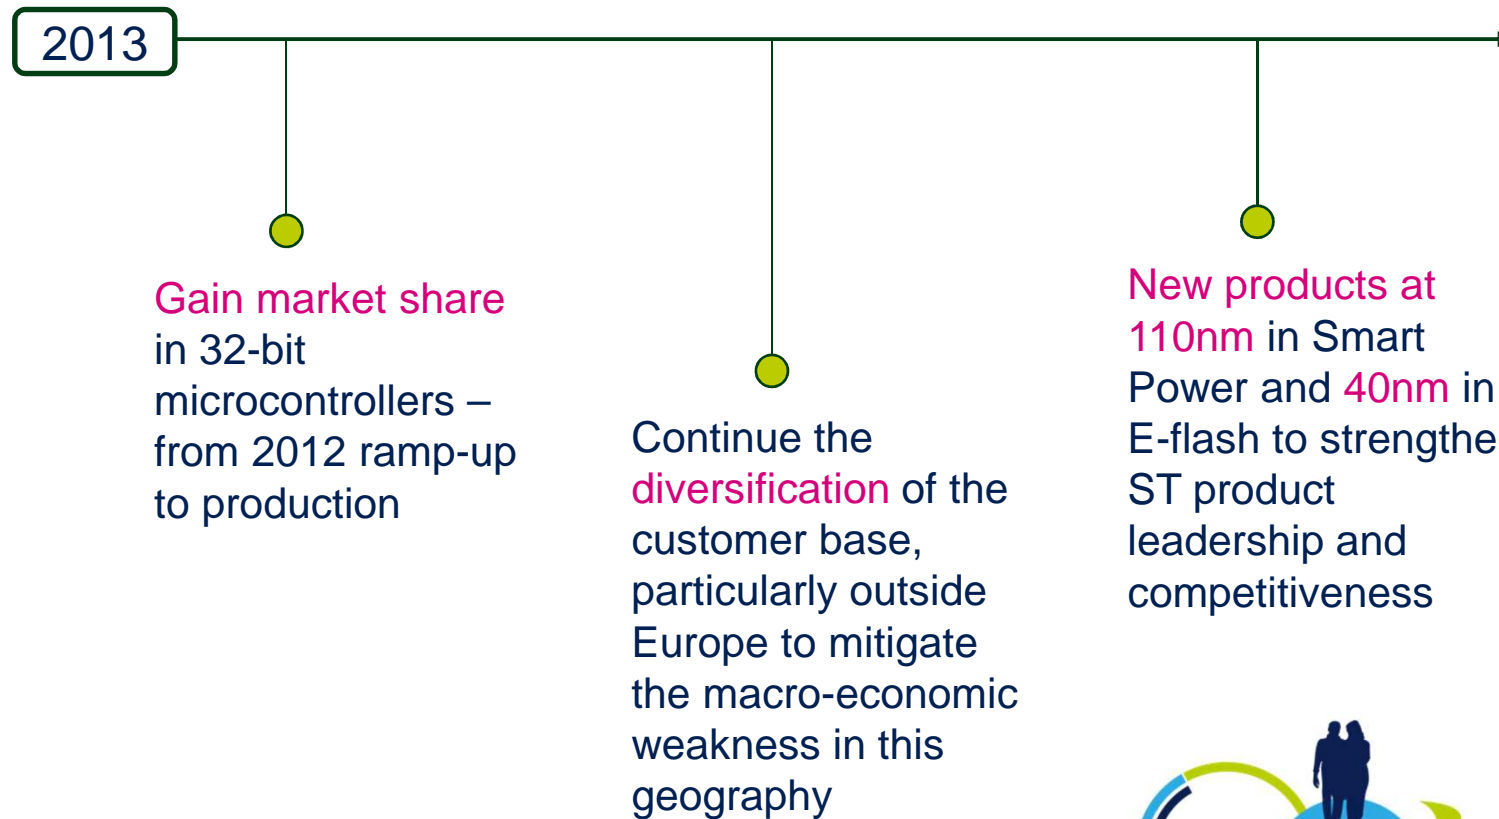 2013
Gain market share
in 32-bit
microcontrollers –
from 2012 ramp-up
to production
Continue the
diversification of the
customer base,
particularly outside
Europe to mitigate
the macro-economic
weakness in this
geography
New products at
110nm in Smart
Power and 40nm in
E-flash to strengthe
ST product
leadership and
competitiveness